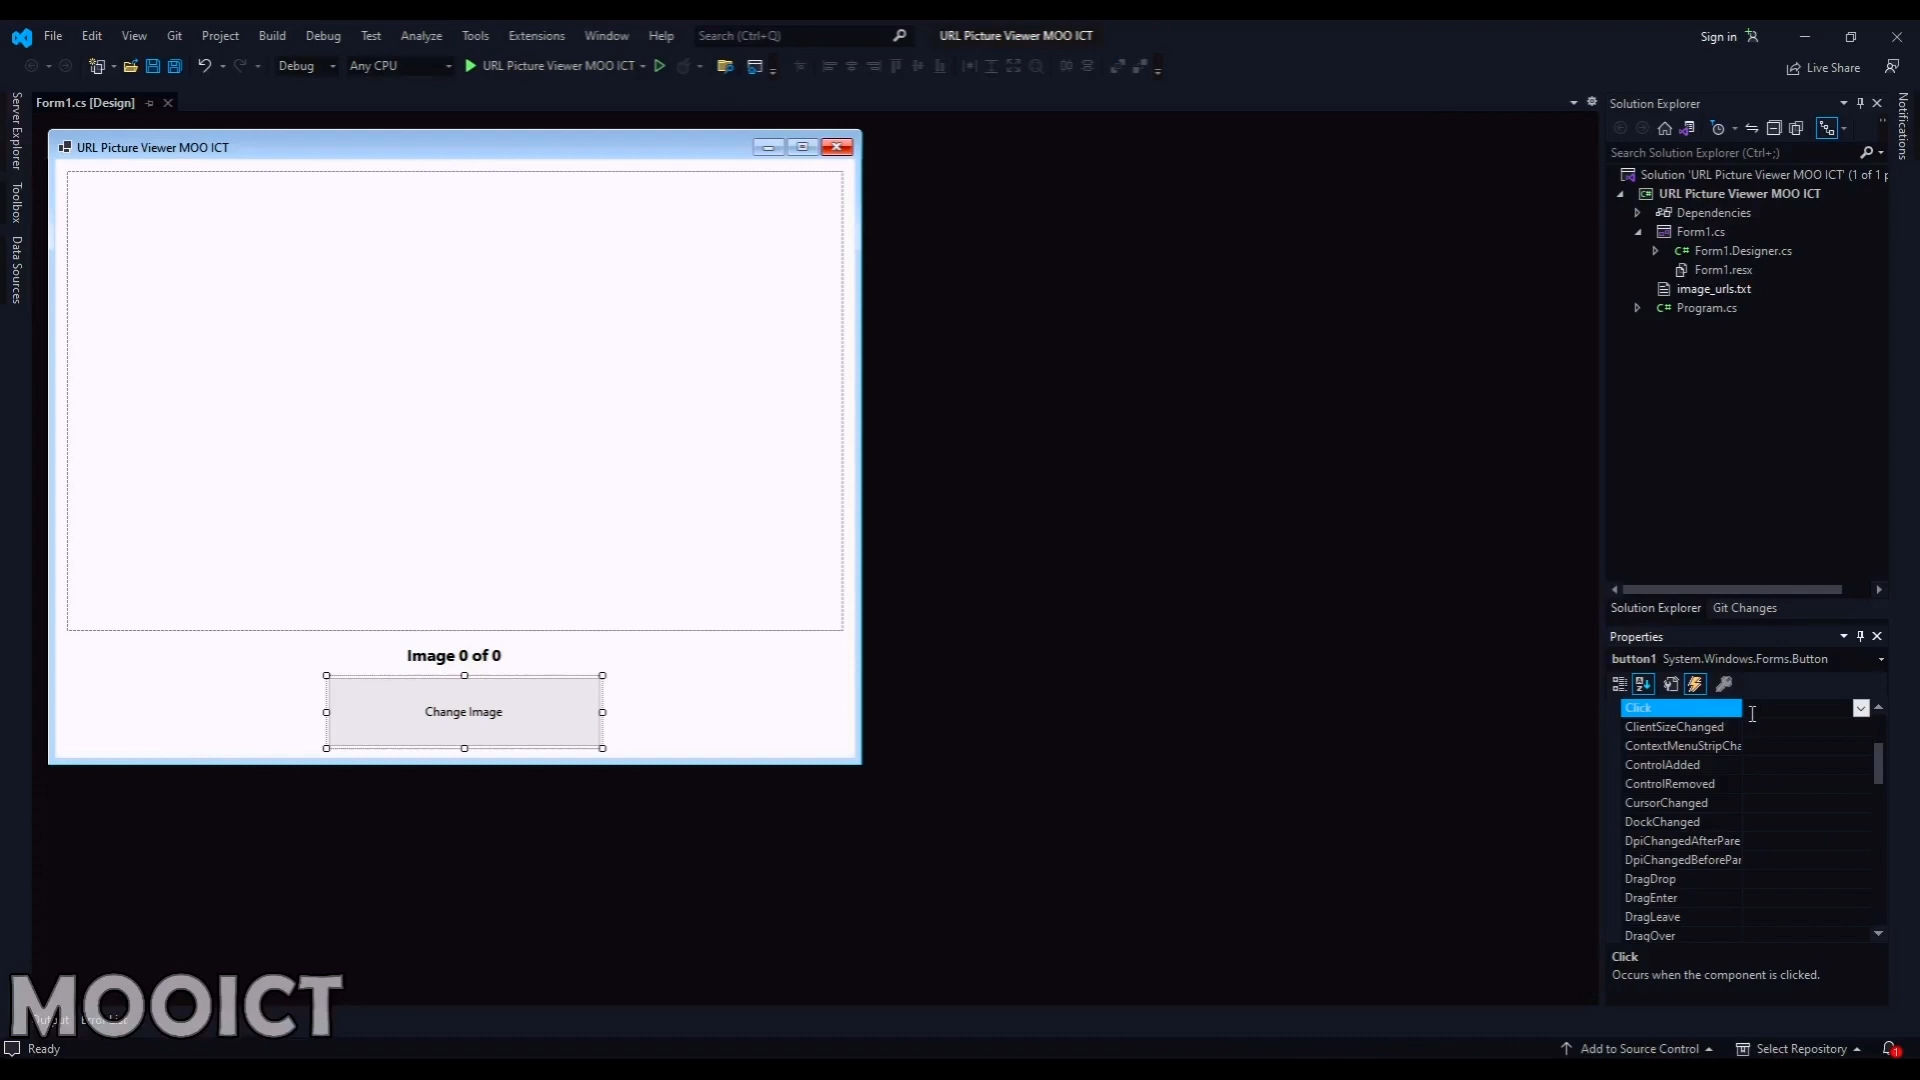 File Edit View Git Project Build Debug Test Analyze Tools Extensions Window Help Search (Ctrl+Q) URL Picture Viewer MOO ICT Sign in
Debug Any CPU URL Picture Viewer MOO ICT Live Share
Form1.cs [Design]
Server Explorer
Toolbox
Data Sources
URL Picture Viewer MOO ICT
Image 0 of 0
Change Image
Solution Explorer
Search Solution Explorer (Ctrl+;)
Solution 'URL Picture Viewer MOO ICT' (1 of 1 p
URL Picture Viewer MOO ICT
Dependencies
Form1.cs
C# Form1.Designer.cs
Form1.resx
image_urls.txt
C# Program.cs
Solution Explorer Git Changes
Notifications
Properties
button1 System.Windows.Forms.Button
Click
ClientSizeChanged
ContextMenuStripCha
ControlAdded
ControlRemoved
CursorChanged
DockChanged
DpiChangedAfterPare
DpiChangedBeforePar
DragDrop
DragEnter
DragLeave
DragOver
Click
Occurs when the component is clicked.
MOOICT
Output Error List
Ready Add to Source Control Select Repository 1